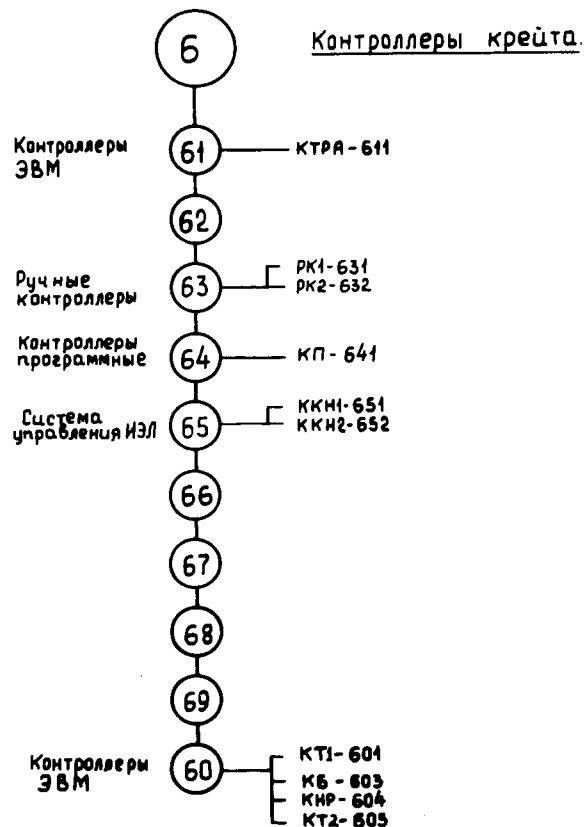 6
Контроллеры крейта.
Контроллеры
ЭВМ
61
КТРА-611
62
Ручные
контроллеры
63
РК1-631
РК2-632
Контроллеры
программные
64
КП-641
Система
управления ИЭЛ
65
ККН1-651
ККН2-652
66
67
68
69
Контроллеры
ЭВМ
60
КТ1-601
КБ-603
КНР-604
КТ2-605